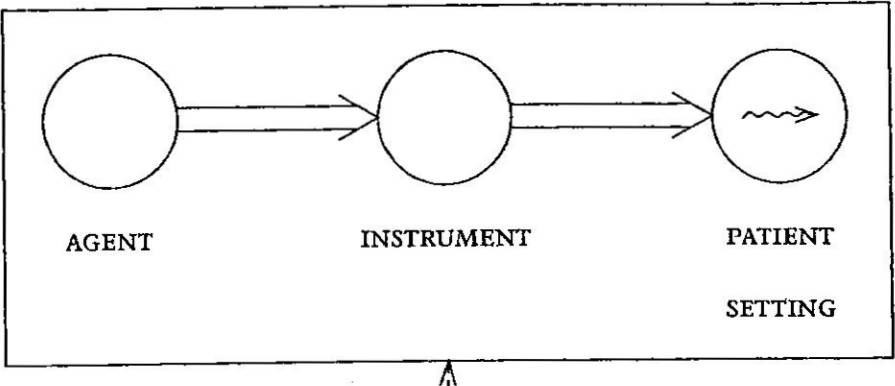 AGENT INSTRUMENT PATIENT
SETTING